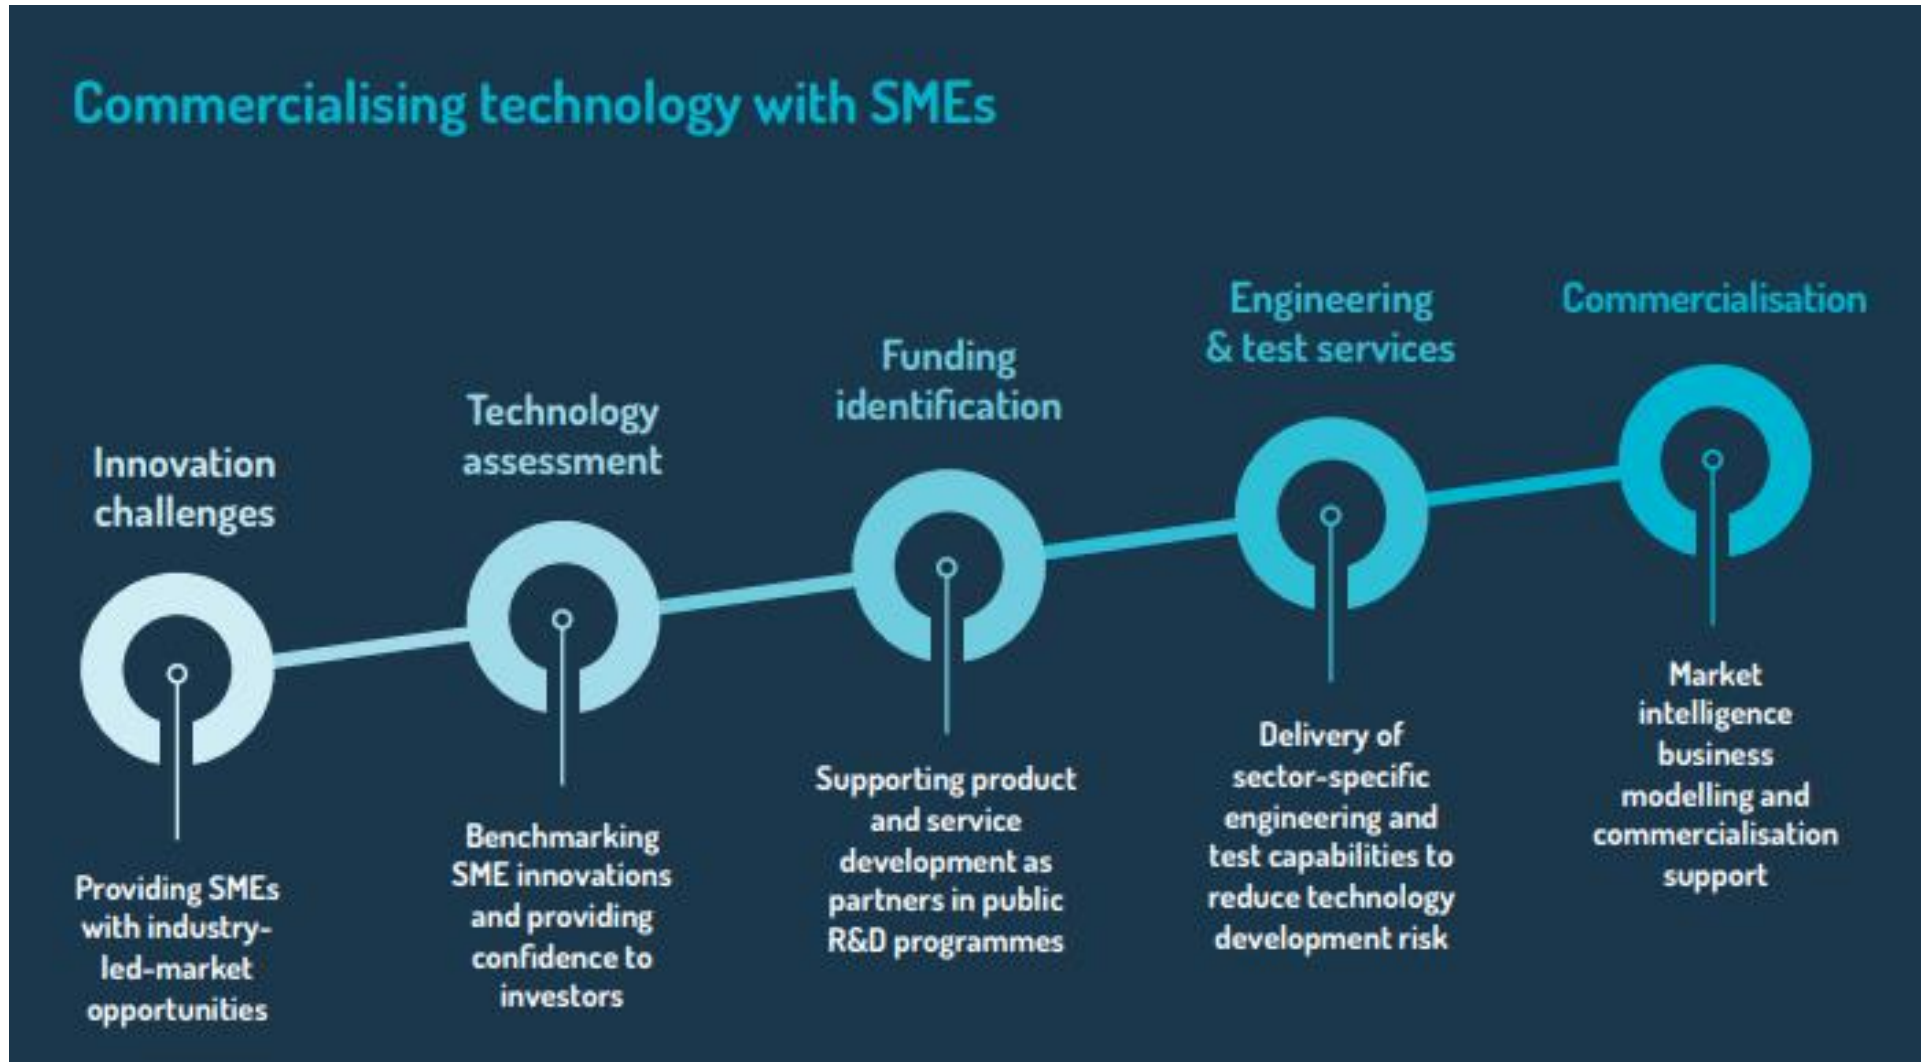 Commercialising technology with SMEs
Innovation
challenges
Providing SMEs
with industry-
led-market
opportunities
Technology
assessment
Benchmarking
SME innovations
and providing
confidence to
investors
Funding
identification
Supporting product
and service
development as
partners in public
R&D programmes
Engineering
& test services
Delivery of
sector-specific
engineering and
test capabilities to
reduce technology
development risk
Commercialisation
Market
intelligence
business
modelling and
commercialisation
support